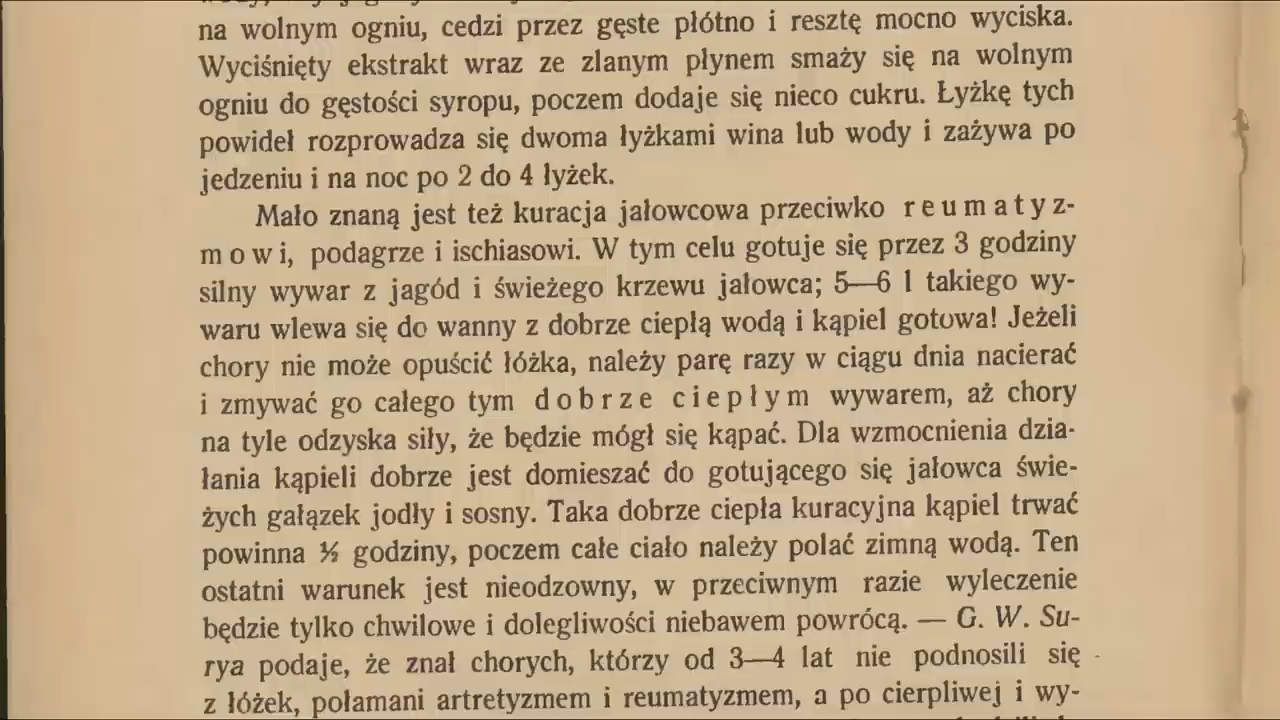 na wolnym ogniu, cedzi przez gęste płótno i resztę mocno wyciska.
Wyciśnięty ekstrakt wraz ze zlanym płynem smaży się na wolnym
ogniu do gęstości syropu, poczem dodaje się nieco cukru. Łyżkę tych
powideł rozprowadza się dwoma łyżkami wina lub wody i zażywa po
jedzeniu i na noc po 2 do 4 łyżek.
Mało znaną jest też kuracja jałowcowa przeciwko reumatyz-
mowi, podagrze i ischiasowi. W tym celu gotuje się przez 3 godziny
silny wywar z jagód i świeżego krzewu jałowca; 5—6 l takiego wy-
waru wlewa się do wanny z dobrze ciepłą wodą i kąpiel gotowa! Jeżeli
chory nie może opuścić łóżka, należy parę razy w ciągu dnia nacierać
i zmywać go całego tym dobrze ciepłym wywarem, aż chory
na tyle odzyska siły, że będzie mógł się kąpać. Dla wzmocnienia dzia-
łania kąpieli dobrze jest domieszać do gotującego się jałowca świe-
żych gałązek jodły i sosny. Taka dobrze ciepła kuracyjna kąpiel trwać
powinna ½ godziny, poczem całe ciało należy polać zimną wodą. Ten
ostatni warunek jest nieodzowny, w przeciwnym razie wyleczenie
będzie tylko chwilowe i dolegliwości niebawem powrócą. — G. W. Su-
rya podaje, że znał chorych, którzy od 3—4 lat nie podnosili się
z łóżek, połamani artretyzmem i reumatyzmem, a po cierpliwej i wy-